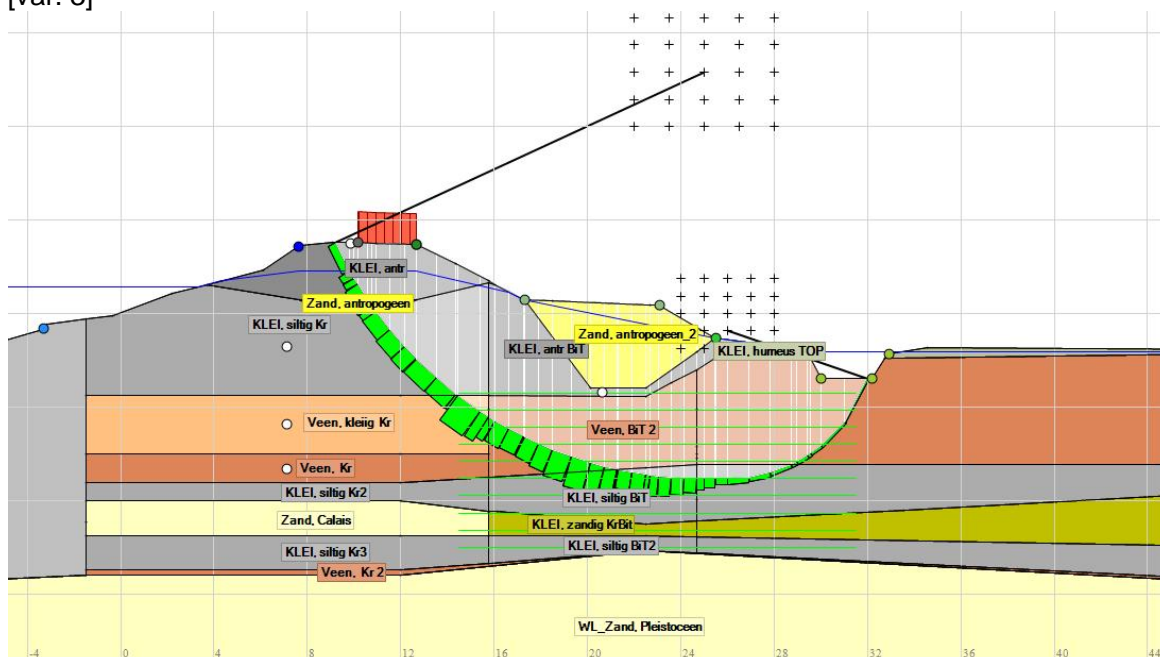 [var. 3]
KLEI, antr
Zand, antropogeen
KLEI, siltig Kr
Zand, antropogeen_2
KLEI, antr BiT
KLEI, humeus TOP
Veen, kleiig Kr
Veen, BiT 2
Veen, Kr
KLEI, siltig Kr2
KLEI, siltig BiT
Zand, Calais
KLEI, zandig KrBit
KLEI, siltig BiT2
KLEI, siltig Kr3
Veen, Kr 2
WL_Zand, Pleistoceen
-4 0 4 8 12 16 20 24 28 32 36 40 44